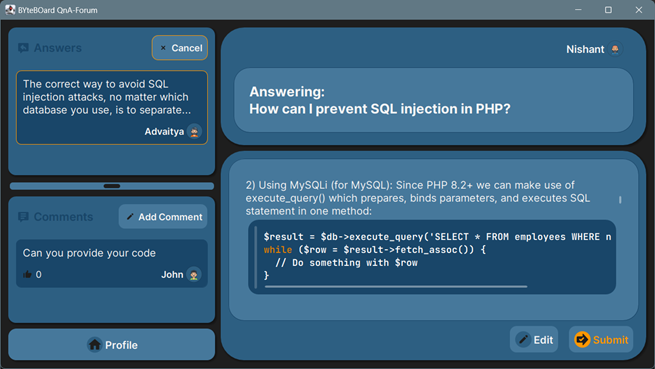 BYteBOard QnA-Forum
Answers
Cancel
The correct way to avoid SQL
injection attacks, no matter which
database you use, is to separate...
Advaitya
Comments
Add Comment
Can you provide your code
0
John
Profile
Nishant
Answering:
How can I prevent SQL injection in PHP?
2) Using MySQLi (for MySQL): Since PHP 8.2+ we can make use of
execute_query() which prepares, binds parameters, and executes SQL
statement in one method:
$result = $db->execute_query('SELECT * FROM employees WHERE n
while ($row = $result->fetch_assoc()) {
// Do something with $row
}
Edit
Submit